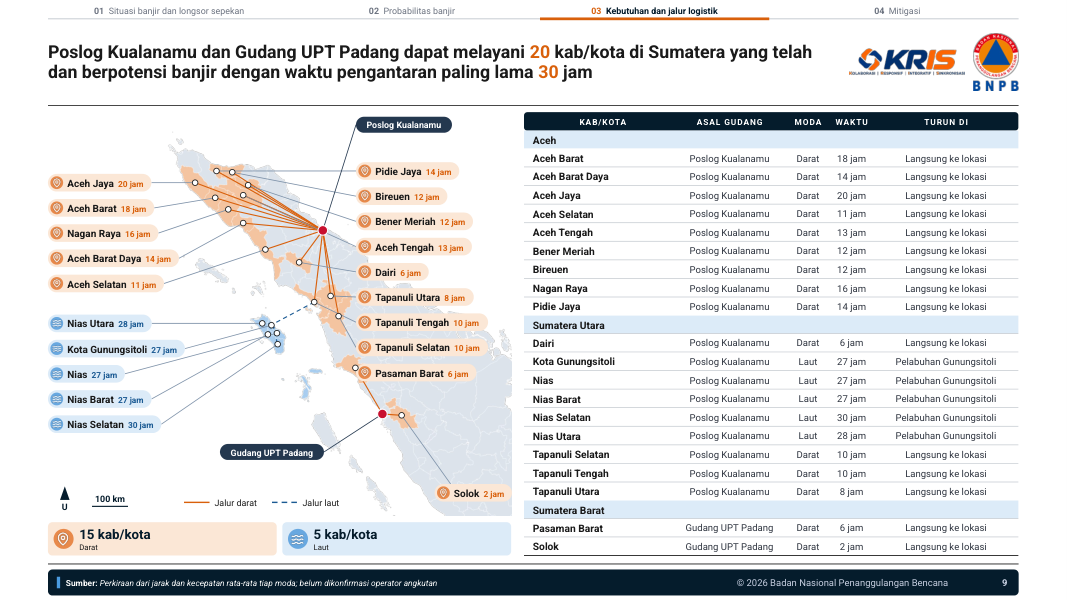 01 Situasi banjir dan longsor sepekan
02 Probabilitas banjir
03 Kebutuhan dan jalur logistik
04 Mitigasi
Poslog Kualanamu dan Gudang UPT Padang dapat melayani 20 kab/kota di Sumatera yang telah
dan berpotensi banjir dengan waktu pengantaran paling lama 30 jam
KRIS
KOLABORASI | RESPONSIF | INTEGRATIF | SINKRONISASI
BADAN NASIONAL
PENANGGULANGAN BENCANA
BNPB
Poslog Kualanamu
Aceh Jaya 20 jam
Aceh Barat 18 jam
Nagan Raya 16 jam
Aceh Barat Daya 14 jam
Aceh Selatan 11 jam
Nias Utara 28 jam
Kota Gunungsitoli 27 jam
Nias 27 jam
Nias Barat 27 jam
Nias Selatan 30 jam
Pidie Jaya 14 jam
Bireuen 12 jam
Bener Meriah 12 jam
Aceh Tengah 13 jam
Dairi 6 jam
Tapanuli Utara 8 jam
Tapanuli Tengah 10 jam
Tapanuli Selatan 10 jam
Pasaman Barat 6 jam
Gudang UPT Padang
Solok 2 jam
U
100 km
Jalur darat
Jalur laut
15 kab/kota
Darat
5 kab/kota
Laut
KAB/KOTA ASAL GUDANG MODA WAKTU TURUN DI
Aceh
Aceh Barat Poslog Kualanamu Darat 18 jam Langsung ke lokasi
Aceh Barat Daya Poslog Kualanamu Darat 14 jam Langsung ke lokasi
Aceh Jaya Poslog Kualanamu Darat 20 jam Langsung ke lokasi
Aceh Selatan Poslog Kualanamu Darat 11 jam Langsung ke lokasi
Aceh Tengah Poslog Kualanamu Darat 13 jam Langsung ke lokasi
Bener Meriah Poslog Kualanamu Darat 12 jam Langsung ke lokasi
Bireuen Poslog Kualanamu Darat 12 jam Langsung ke lokasi
Nagan Raya Poslog Kualanamu Darat 16 jam Langsung ke lokasi
Pidie Jaya Poslog Kualanamu Darat 14 jam Langsung ke lokasi
Sumatera Utara
Dairi Poslog Kualanamu Darat 6 jam Langsung ke lokasi
Kota Gunungsitoli Poslog Kualanamu Laut 27 jam Pelabuhan Gunungsitoli
Nias Poslog Kualanamu Laut 27 jam Pelabuhan Gunungsitoli
Nias Barat Poslog Kualanamu Laut 27 jam Pelabuhan Gunungsitoli
Nias Selatan Poslog Kualanamu Laut 30 jam Pelabuhan Gunungsitoli
Nias Utara Poslog Kualanamu Laut 28 jam Pelabuhan Gunungsitoli
Tapanuli Selatan Poslog Kualanamu Darat 10 jam Langsung ke lokasi
Tapanuli Tengah Poslog Kualanamu Darat 10 jam Langsung ke lokasi
Tapanuli Utara Poslog Kualanamu Darat 8 jam Langsung ke lokasi
Sumatera Barat
Pasaman Barat Gudang UPT Padang Darat 6 jam Langsung ke lokasi
Solok Gudang UPT Padang Darat 2 jam Langsung ke lokasi
Sumber: Perkiraan dari jarak dan kecepatan rata-rata tiap moda; belum dikonfirmasi operator angkutan
© 2026 Badan Nasional Penanggulangan Bencana
9